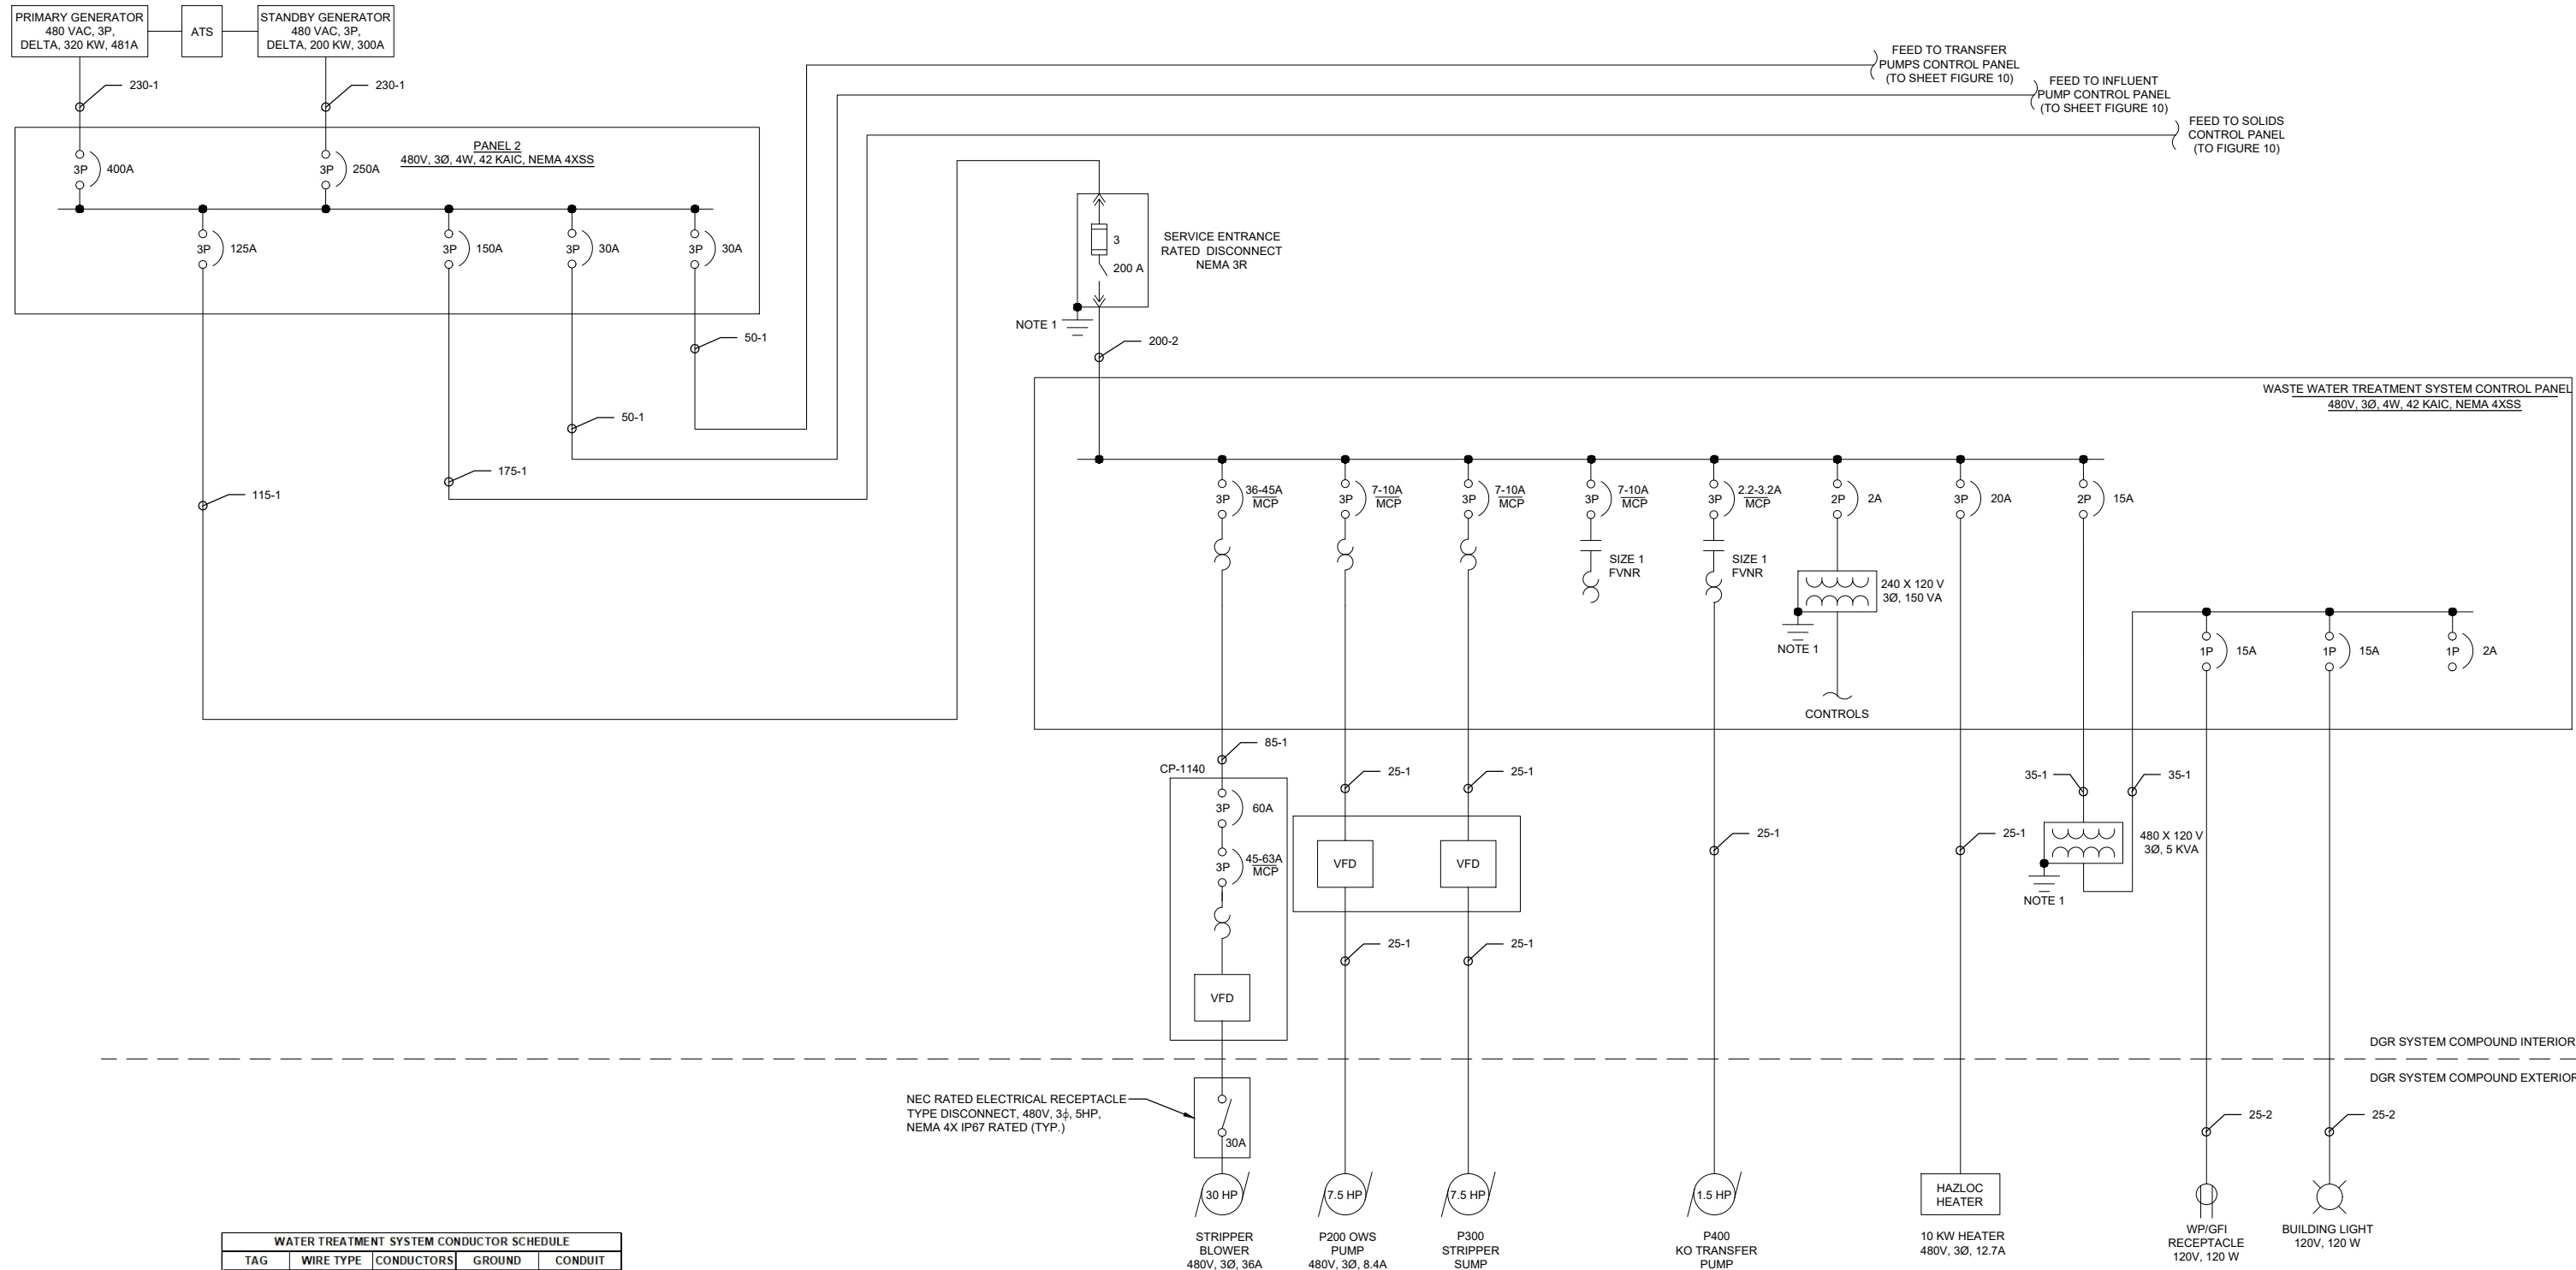 PRIMARY GENERATOR
480 VAC, 3P,
DELTA, 320 KW, 481A
ATS
STANDBY GENERATOR
480 VAC, 3P,
DELTA, 200 KW, 300A
230-1
230-1
FEED TO TRANSFER
PUMPS CONTROL PANEL
(TO SHEET FIGURE 10)
FEED TO INFLUENT
PUMP CONTROL PANEL
(TO SHEET FIGURE 10)
FEED TO SOLIDS
CONTROL PANEL
(TO FIGURE 10)
PANEL 2
480V, 3Ø, 4W, 42 KAIC, NEMA 4XSS
3P
400A
3P
250A
3P
125A
3P
150A
3P
30A
3P
30A
3
200 A
SERVICE ENTRANCE
RATED DISCONNECT
NEMA 3R
NOTE 1
50-1
200-2
50-1
175-1
115-1
WASTE WATER TREATMENT SYSTEM CONTROL PANEL
480V, 3Ø, 4W, 42 KAIC, NEMA 4XSS
3P
36-45A
MCP
3P
7-10A
MCP
3P
7-10A
MCP
3P
7-10A
MCP
3P
2.2-3.2A
MCP
2P
2A
3P
20A
2P
15A
SIZE 1
FVNR
SIZE 1
FVNR
240 X 120 V
3Ø, 150 VA
NOTE 1
CONTROLS
1P
15A
1P
15A
1P
2A
85-1
CP-1140
3P
60A
3P
45-63A
MCP
VFD
25-1
25-1
VFD
VFD
25-1
25-1
25-1
25-1
35-1
35-1
480 X 120 V
3Ø, 5 KVA
NOTE 1
DGR SYSTEM COMPOUND INTERIOR
DGR SYSTEM COMPOUND EXTERIOR
NEC RATED ELECTRICAL RECEPTACLE
TYPE DISCONNECT, 480V, 3ϕ, 5HP,
NEMA 4X IP67 RATED (TYP.)
30A
25-2
25-2
30 HP
7.5 HP
7.5 HP
1.5 HP
HAZLOC
HEATER
STRIPPER
BLOWER
480V, 3Ø, 36A
P200 OWS
PUMP
480V, 3Ø, 8.4A
P300
STRIPPER
SUMP
P400
KO TRANSFER
PUMP
10 KW HEATER
480V, 3Ø, 12.7A
WP/GFI
RECEPTACLE
120V, 120 W
BUILDING LIGHT
120V, 120 W
WATER TREATMENT SYSTEM CONDUCTOR SCHEDULE
TAG WIRE TYPE CONDUCTORS GROUND CONDUIT